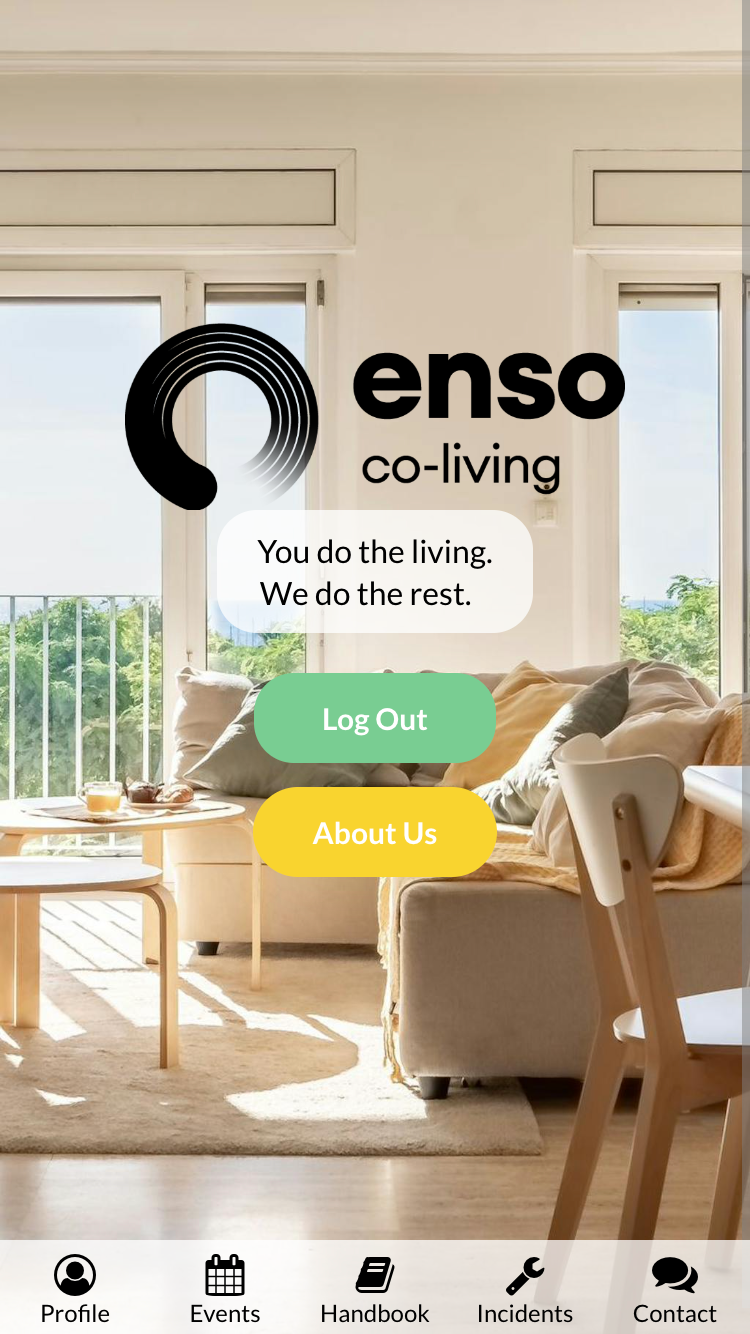 enso
co-living
You do the living.
We do the rest.
Log Out
About Us
Profile
Events
Handbook
Incidents
Contact